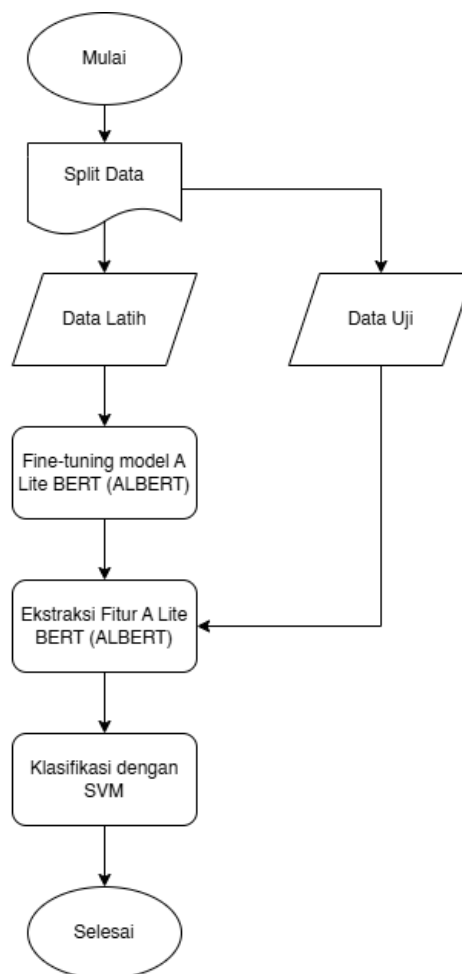 Mulai
Split Data
Data Latih
Data Uji
Fine-tuning model A
Lite BERT (ALBERT)
Ekstraksi Fitur A Lite
BERT (ALBERT)
Klasifikasi dengan
SVM
Selesai